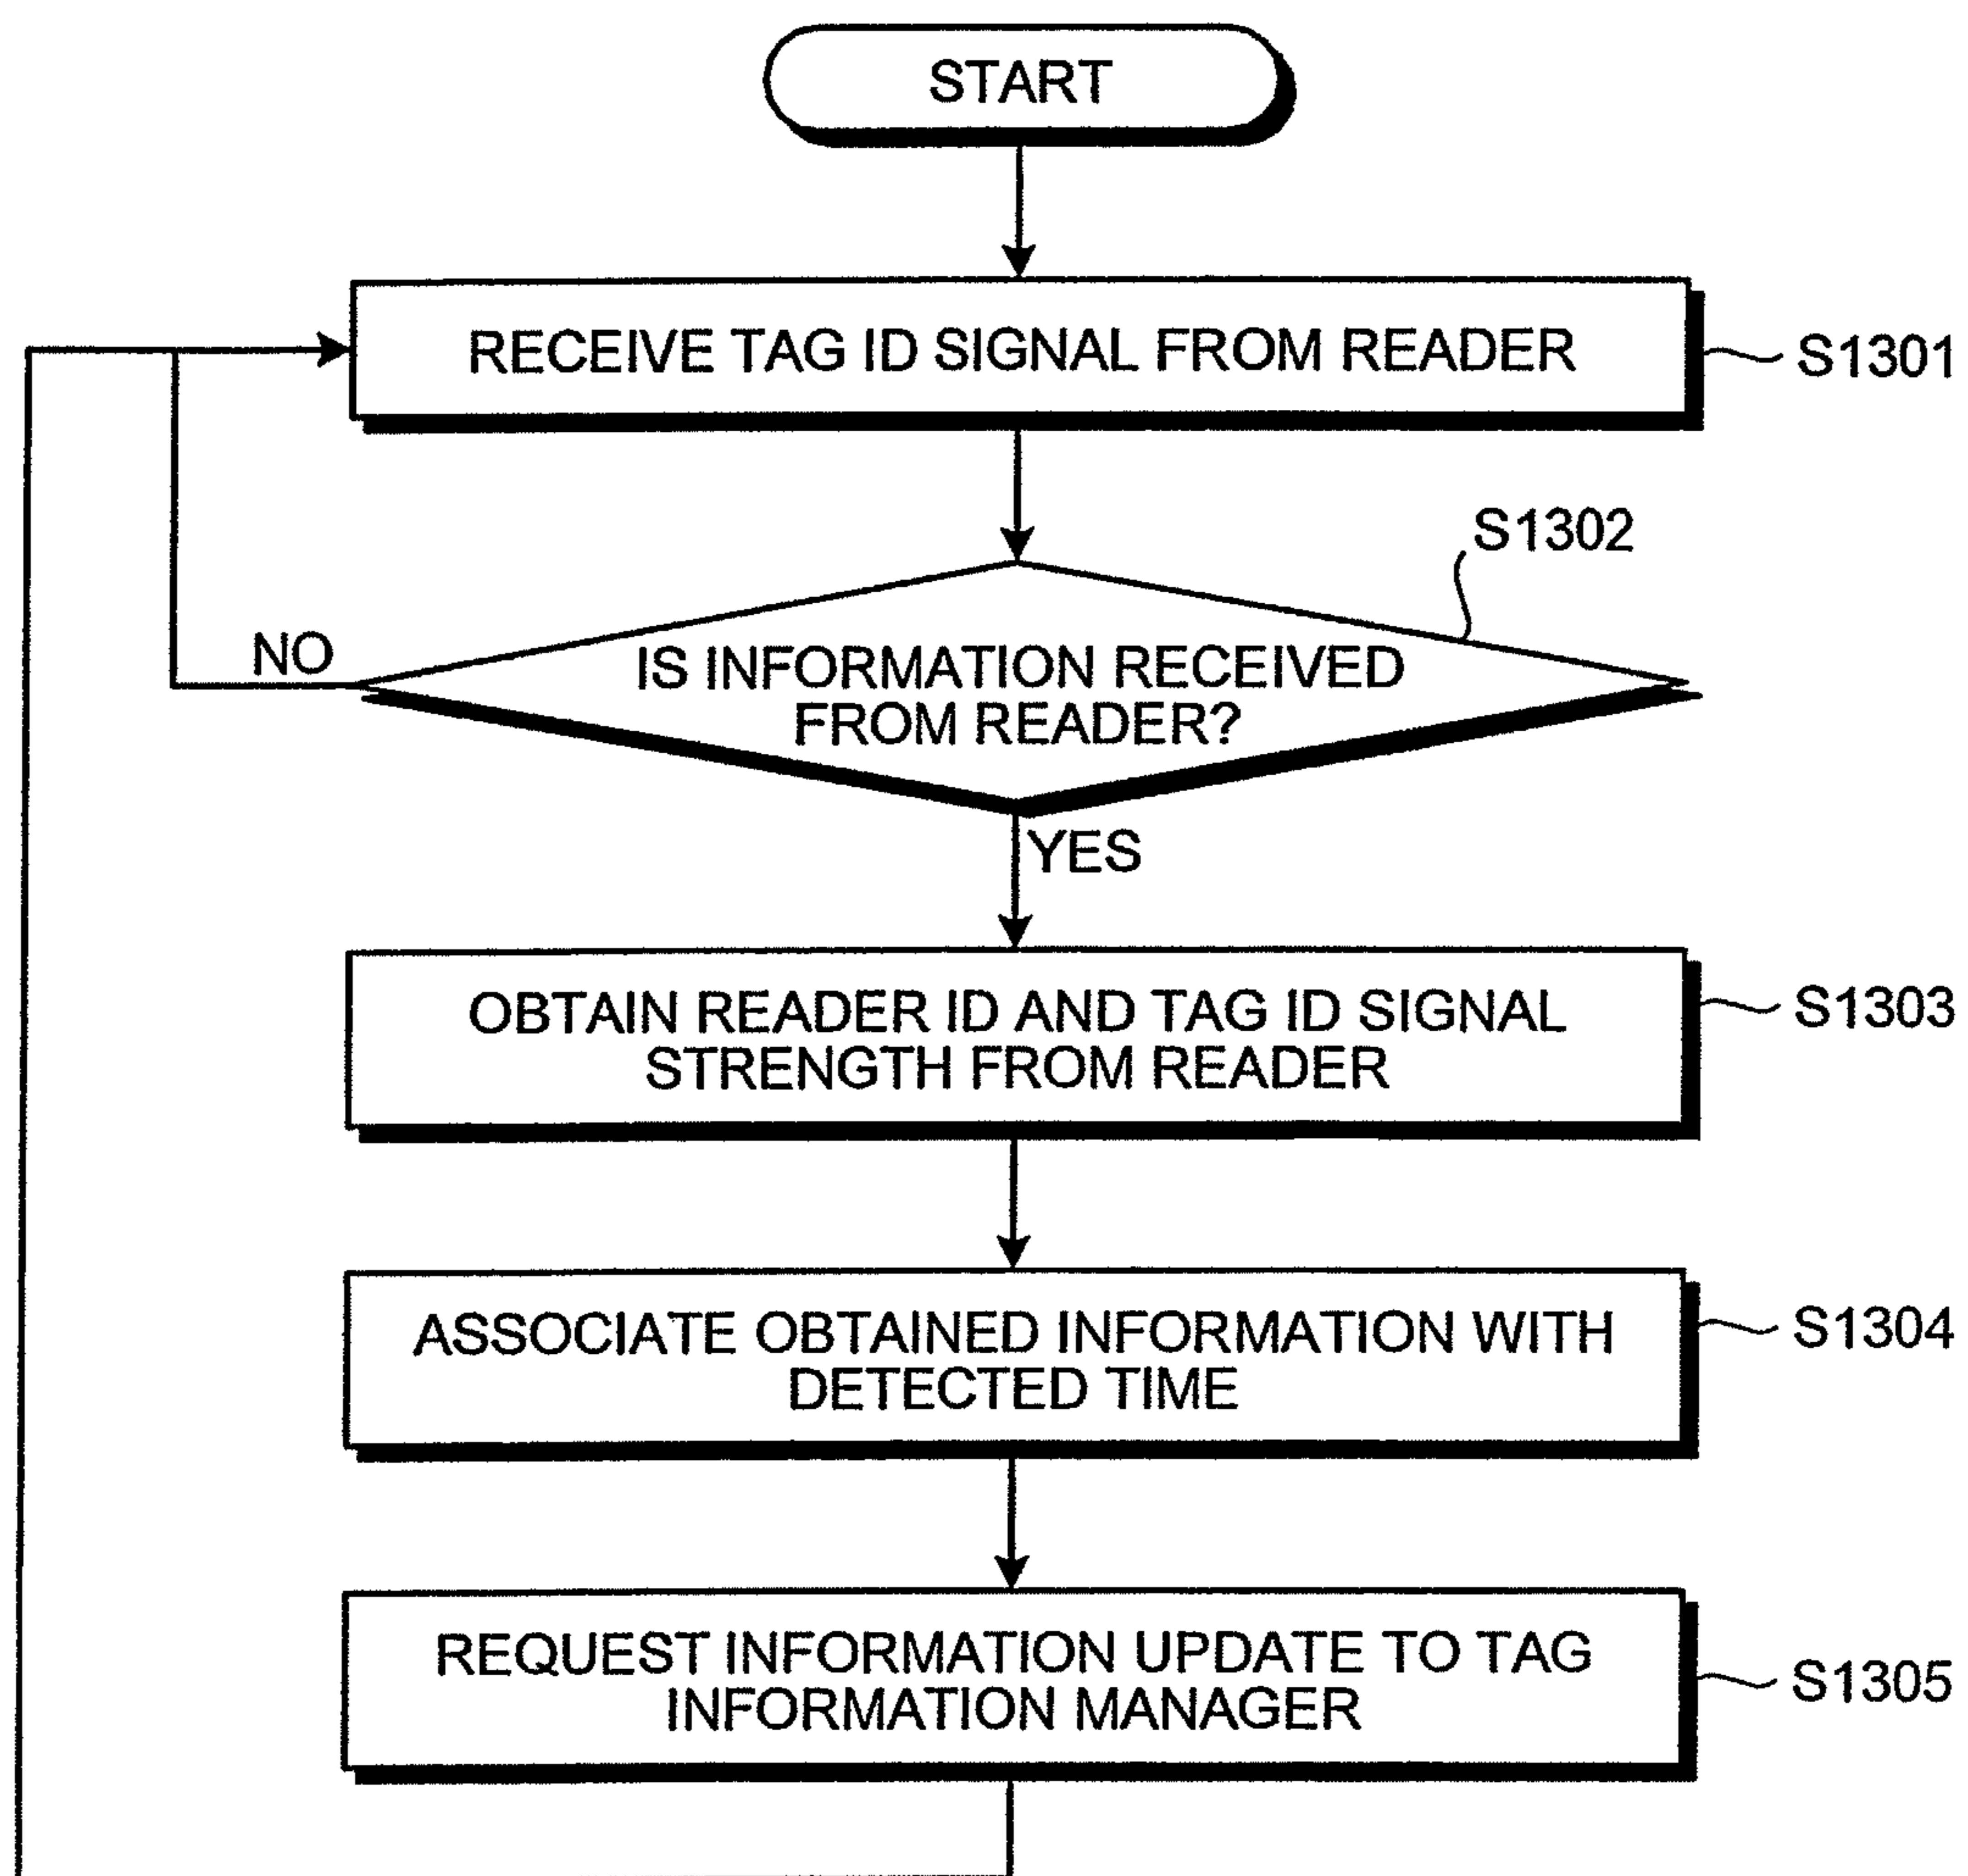 START
RECEIVE TAG ID SIGNAL FROM READER
S1301
S1302
NO
IS INFORMATION RECEIVED
FROM READER?
YES
OBTAIN READER ID AND TAG ID SIGNAL
STRENGTH FROM READER
S1303
ASSOCIATE OBTAINED INFORMATION WITH
DETECTED TIME
S1304
REQUEST INFORMATION UPDATE TO TAG
INFORMATION MANAGER
S1305